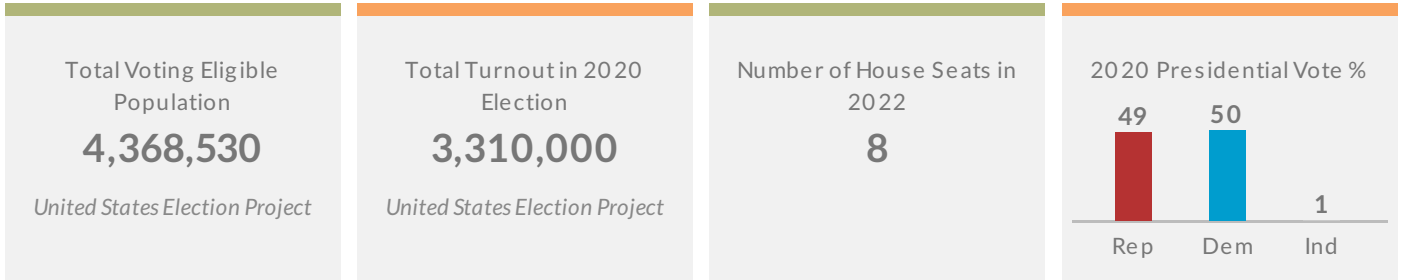 Total Voting Eligible
Population
4,368,530
United States Election Project
Total Turnout in 2020
Election
3,310,000
United States Election Project
Number of House Seats in
2022
8
2020 Presidential Vote %
49
50
1
Rep
Dem
Ind